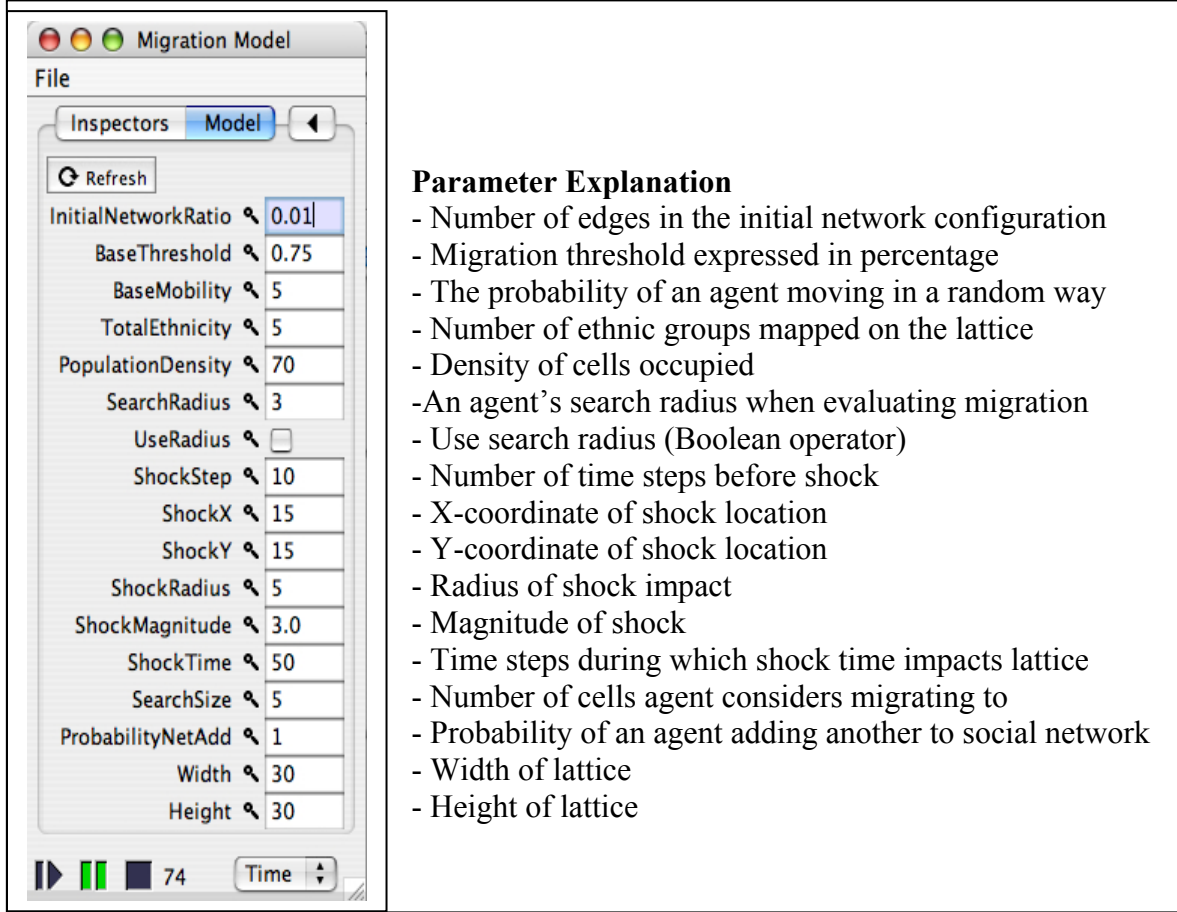 Migration Model
File
Inspectors Model
Refresh
InitialNetworkRatio 0.01
BaseThreshold 0.75
BaseMobility 5
TotalEthnicity 5
PopulationDensity 70
SearchRadius 3
UseRadius
ShockStep 10
ShockX 15
ShockY 15
ShockRadius 5
ShockMagnitude 3.0
ShockTime 50
SearchSize 5
ProbabilityNetAdd 1
Width 30
Height 30
74 Time
Parameter Explanation
- Number of edges in the initial network configuration
- Migration threshold expressed in percentage
- The probability of an agent moving in a random way
- Number of ethnic groups mapped on the lattice
- Density of cells occupied
-An agent’s search radius when evaluating migration
- Use search radius (Boolean operator)
- Number of time steps before shock
- X-coordinate of shock location
- Y-coordinate of shock location
- Radius of shock impact
- Magnitude of shock
- Time steps during which shock time impacts lattice
- Number of cells agent considers migrating to
- Probability of an agent adding another to social network
- Width of lattice
- Height of lattice